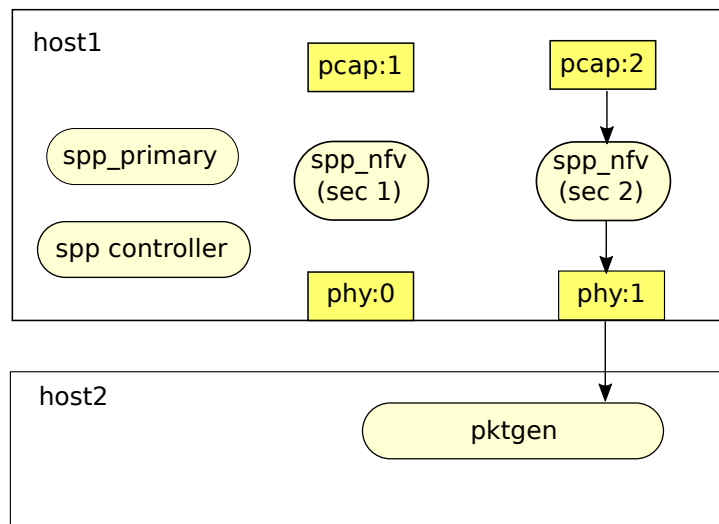 host1
pcap:1
pcap:2
spp_primary
spp_nfv
(sec 1)
spp_nfv
(sec 2)
spp controller
phy:0
phy:1
host2
pktgen